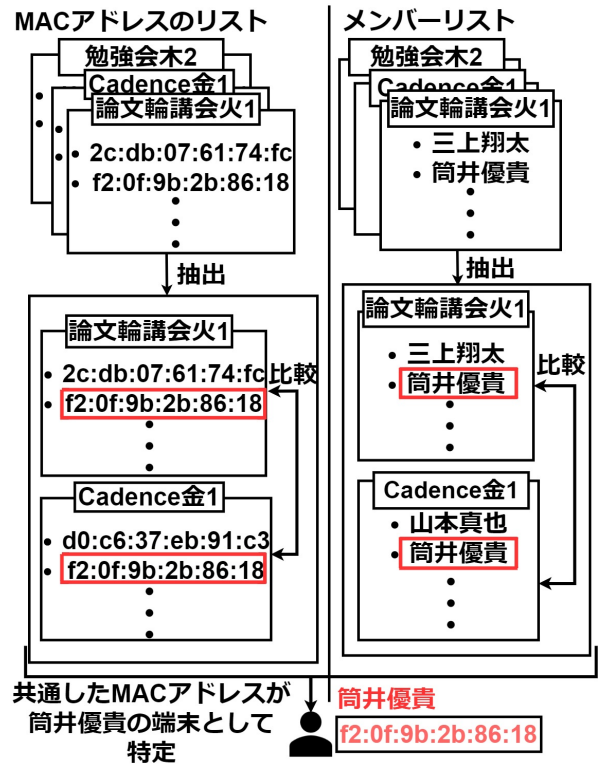 MACアドレスのリスト
勉強会木2
Cadence金1
論文輪講会火1
• 2c:db:07:61:74:fc
• f2:0f:9b:2b:86:18
抽出
論文輪講会火1
• 2c:db:07:61:74:fc
比較
• f2:0f:9b:2b:86:18
Cadence金1
• d0:c6:37:eb:91:c3
• f2:0f:9b:2b:86:18
メンバーリスト
勉強会木2
Cadence金1
論文輪講会火1
• 三上翔太
• 筒井優貴
抽出
論文輪講会火1
• 三上翔太
比較
• 筒井優貴
Cadence金1
• 山本真也
• 筒井優貴
共通したMACアドレスが
筒井優貴の端末として
特定
筒井優貴
f2:0f:9b:2b:86:18